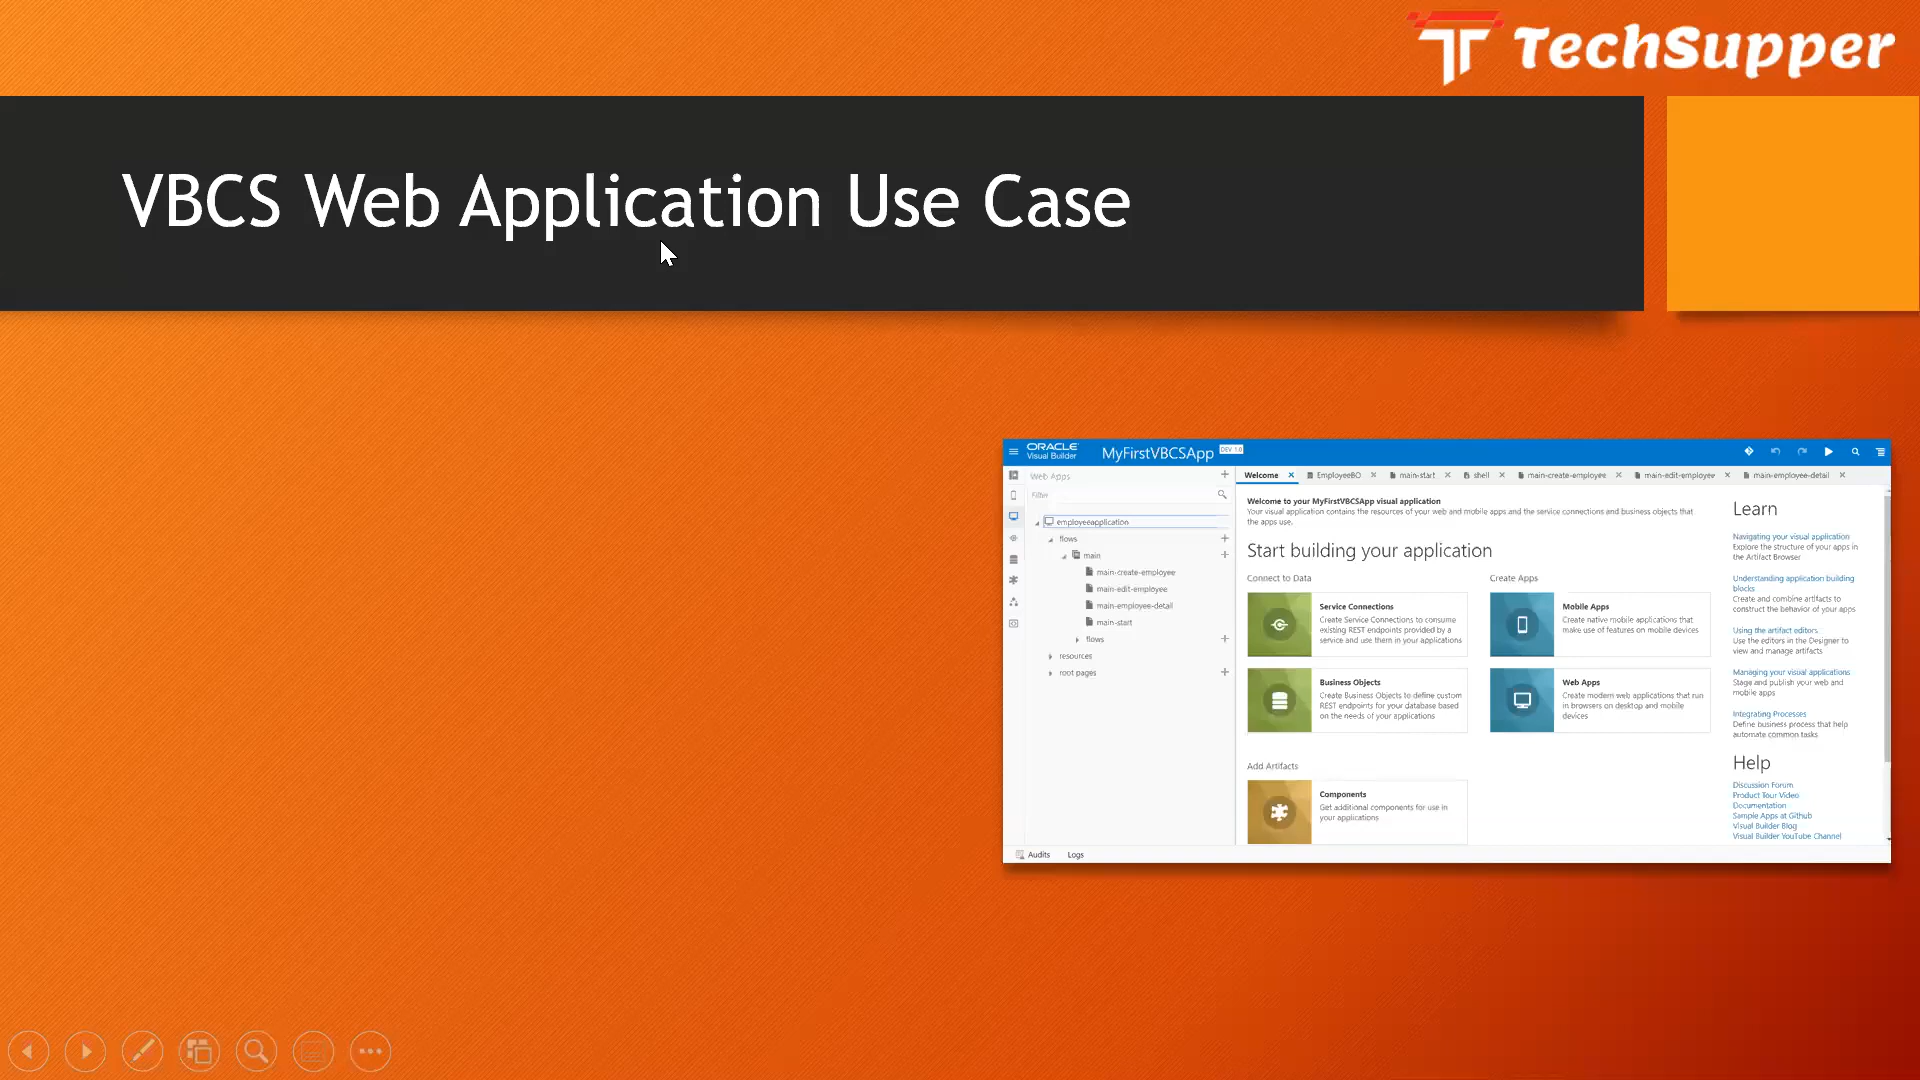 TechSupper
VBCS Web Application Use Case
ORACLE
Visual Builder
MyFirstVBCSApp
DEV 1.0
Web Apps
Filter
employeeapplication
flows
main
main-create-employee
main-edit-employee
main-employee-detail
main-start
flows
resources
root pages
Welcome
EmployeeBO
main-start
shell
main-create-employee
main-edit-employee
main-employee-detail
Welcome to your MyFirstVBCSApp visual application
Your visual application contains the resources of your web and mobile apps and the service connections and business objects that
the apps use.
Start building your application
Connect to Data
Service Connections
Create Service Connections to consume
existing REST endpoints provided by a
service and use them in your applications
Business Objects
Create Business Objects to define custom
REST endpoints for your database based
on the needs of your applications
Create Apps
Mobile Apps
Create native mobile applications that
make use of features on mobile devices
Web Apps
Create modern web applications that run
in browsers on desktop and mobile
devices
Add Artifacts
Components
Get additional components for use in
your applications
Learn
Navigating your visual application
Explore the structure of your apps in
the Artifact Browser
Understanding application building
blocks
Create and combine artifacts to
construct the behavior of your apps
Using the artifact editors
Use the editors in the Designer to
view and manage artifacts
Managing your visual applications
Stage and publish your web and
mobile apps
Integrating Processes
Define business process that help
automate common tasks
Help
Discussion Forum
Product Tour Video
Documentation
Sample Apps at Github
Visual Builder Blog
Visual Builder YouTube Channel
Audits
Logs